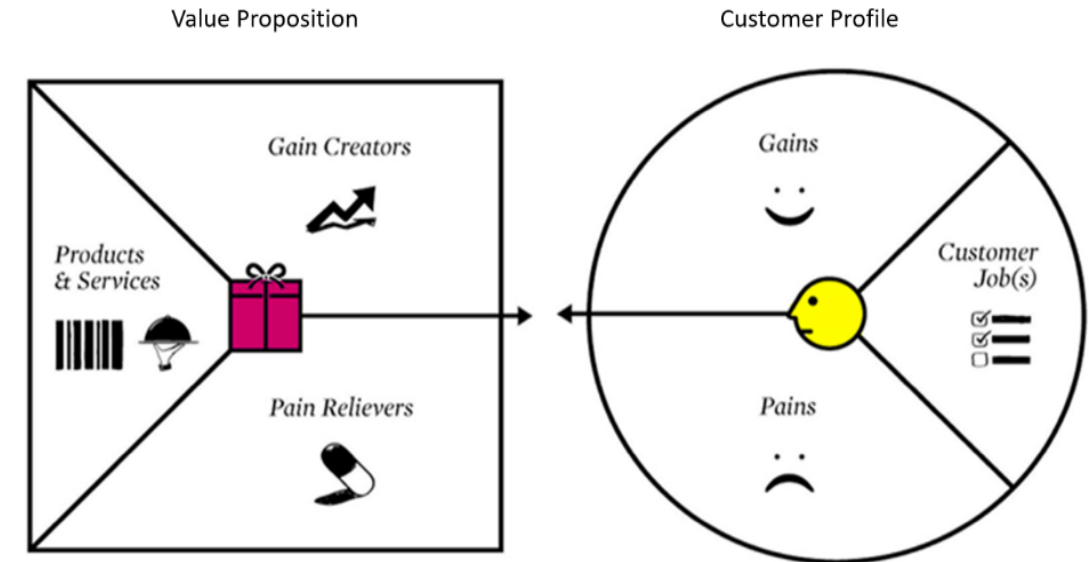 Value Proposition
Customer Profile
Gain Creators
Products
& Services
Pain Relievers
Gains
Customer
Job(s)
Pains